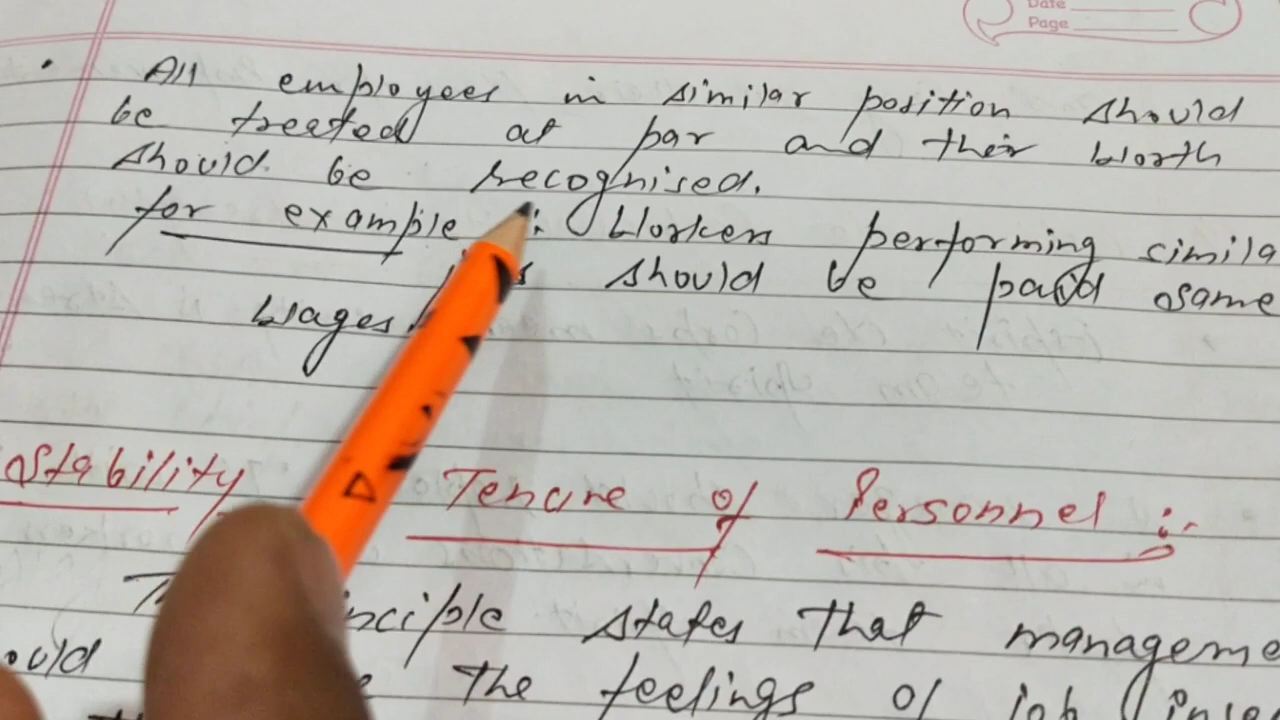 Date
Page
• All employees in similar position should
be treated at par and their worth
should be recognised.
for example : Workers performing simila
should be paid same
wages.
Stability of Tenure of Personnel :-
states that manageme
the feelings of job